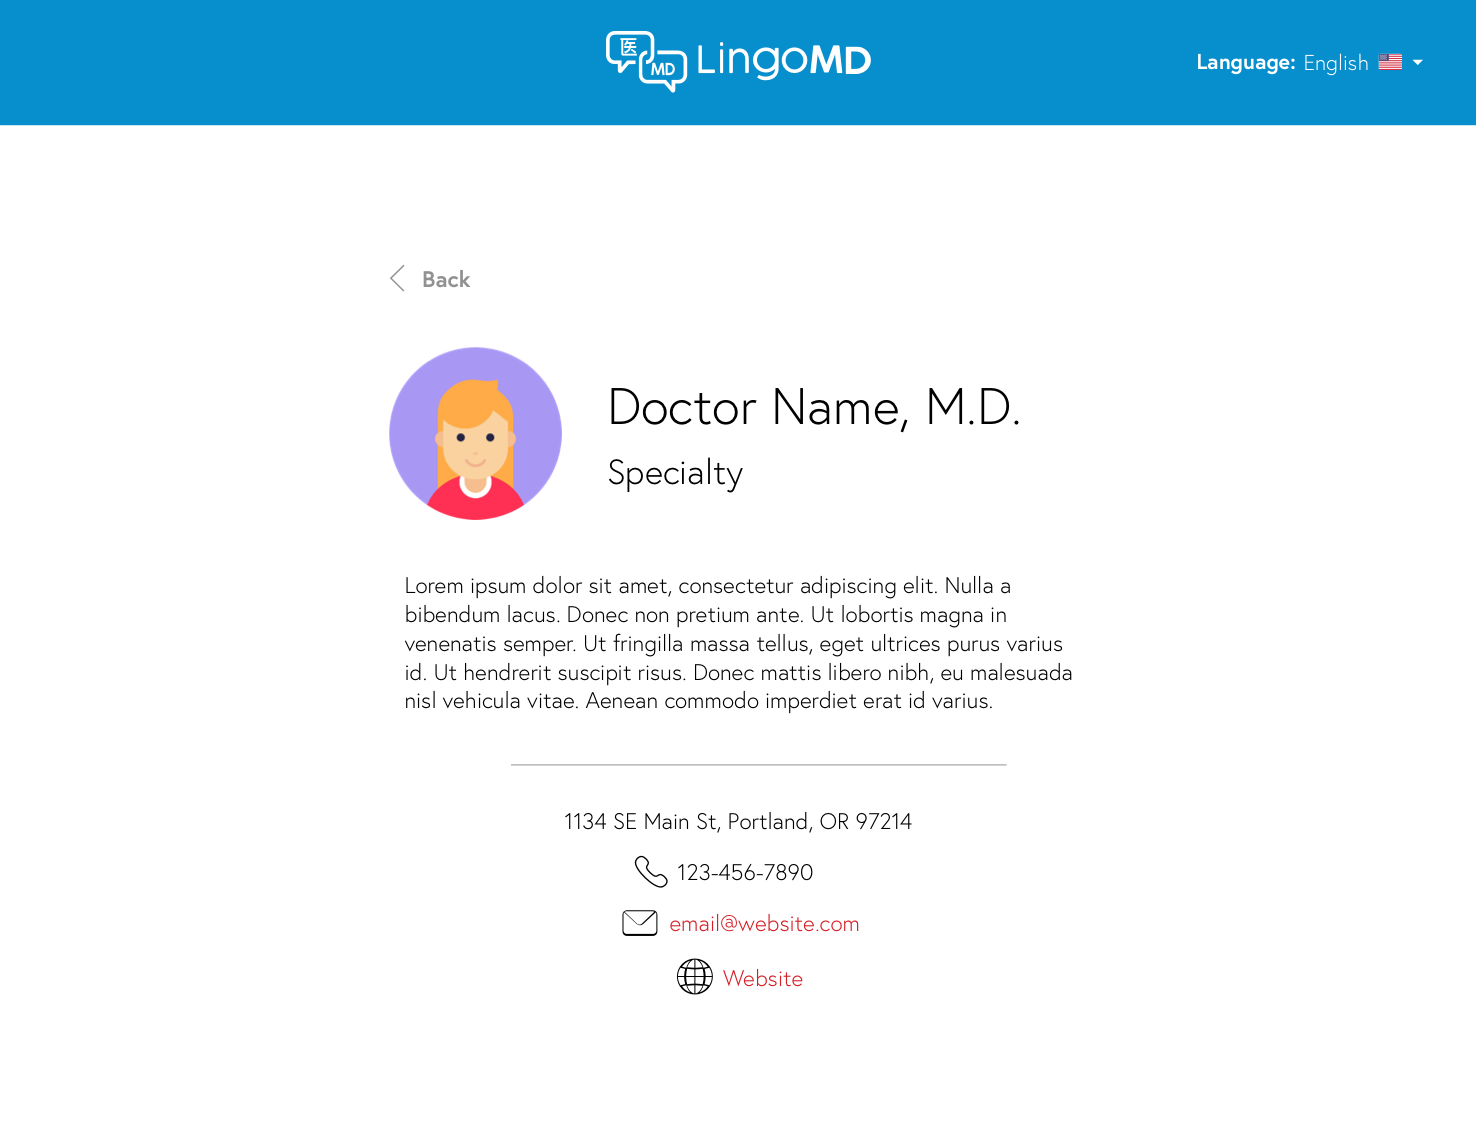 医
MD
LingoMD
Language: English
Back
Doctor Name, M.D.
Specialty
Lorem ipsum dolor sit amet, consectetur adipiscing elit. Nulla a
bibendum lacus. Donec non pretium ante. Ut lobortis magna in
venenatis semper. Ut fringilla massa tellus, eget ultrices purus varius
id. Ut hendrerit suscipit risus. Donec mattis libero nibh, eu malesuada
nisl vehicula vitae. Aenean commodo imperdiet erat id varius.
1134 SE Main St, Portland, OR 97214
123-456-7890
email@website.com
Website